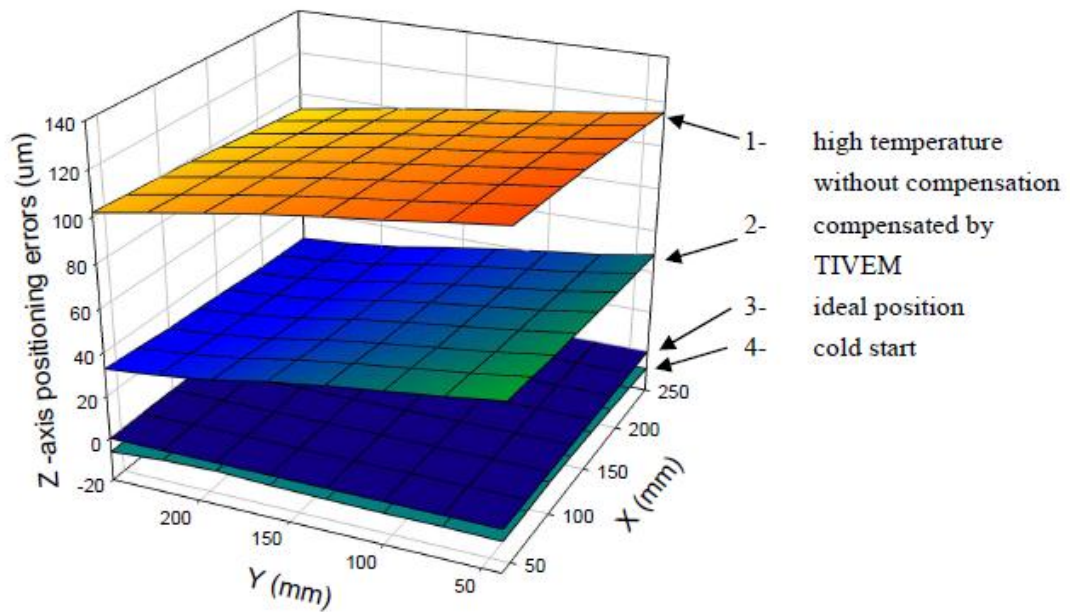 Z -axis positioning errors (um)
140
120
100
80
60
40
20
0
-20
200
150
100
50
Y (mm)
50
100
150
200
250
X (mm)
1- high temperature
without compensation
2- compensated by
TIVEM
3- ideal position
4- cold start